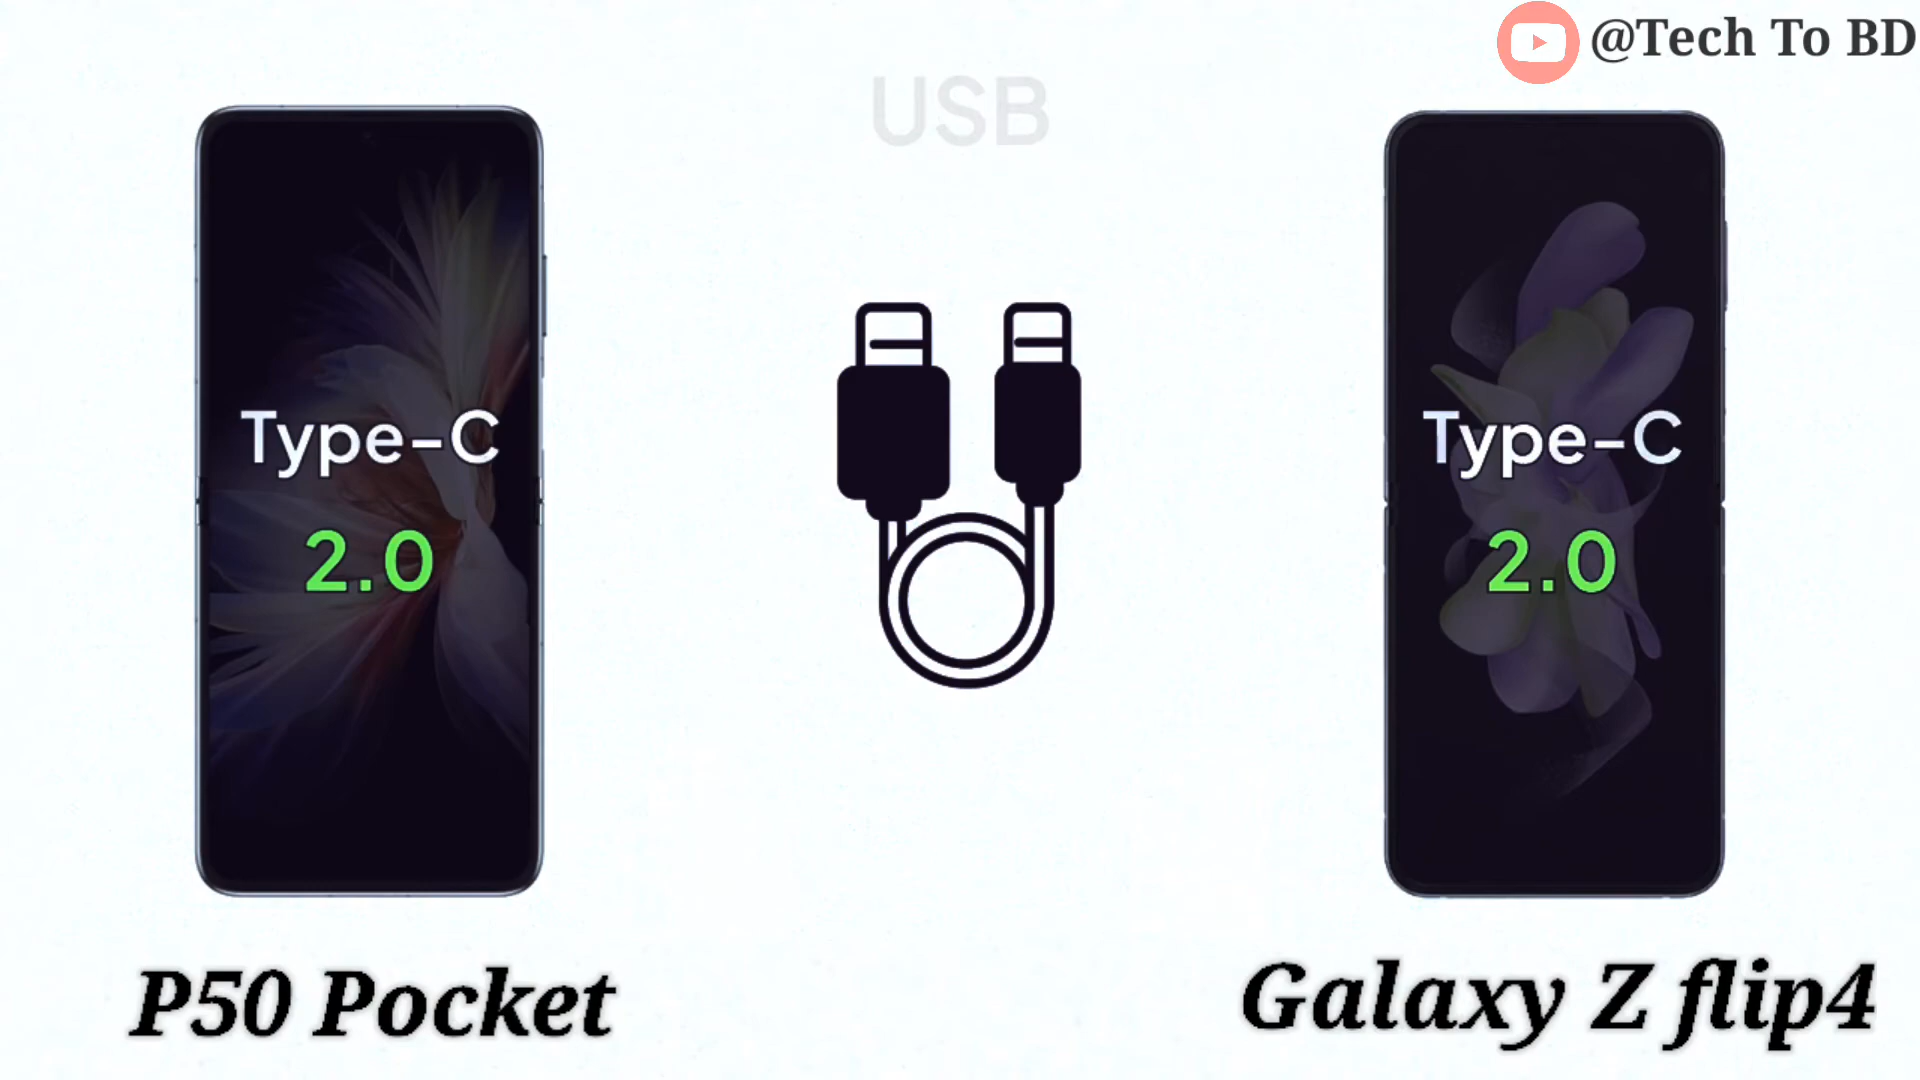 @Tech To BD
USB
Type-C
2.0
Type-C
2.0
P50 Pocket
Galaxy Z flip4